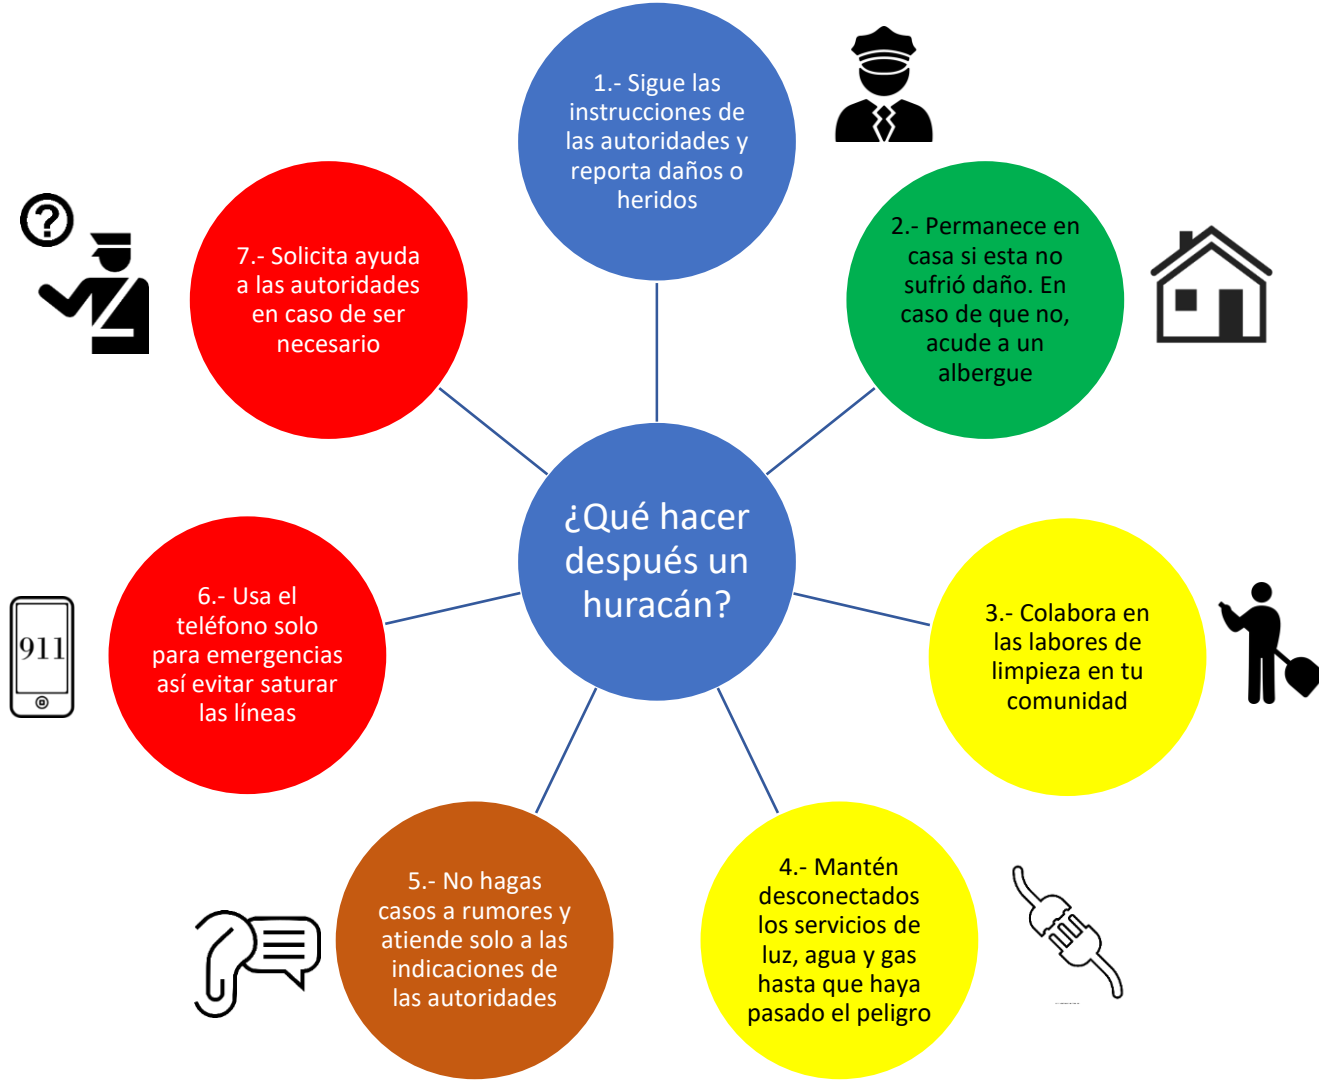 1.- Sigue las
instrucciones de
las autoridades y
reporta daños o
heridos
2.- Permanece en
casa si esta no
sufrió daño. En
caso de que no,
acude a un
albergue
3.- Colabora en
las labores de
limpieza en tu
comunidad
4.- Mantén
desconectados
los servicios de
luz, agua y gas
hasta que haya
pasado el peligro
5.- No hagas
casos a rumores y
atiende solo a las
indicaciones de
las autoridades
6.- Usa el
teléfono solo
para emergencias
así evitar saturar
las líneas
911
7.- Solicita ayuda
a las autoridades
en caso de ser
necesario
?
¿Qué hacer
después un
huracán?